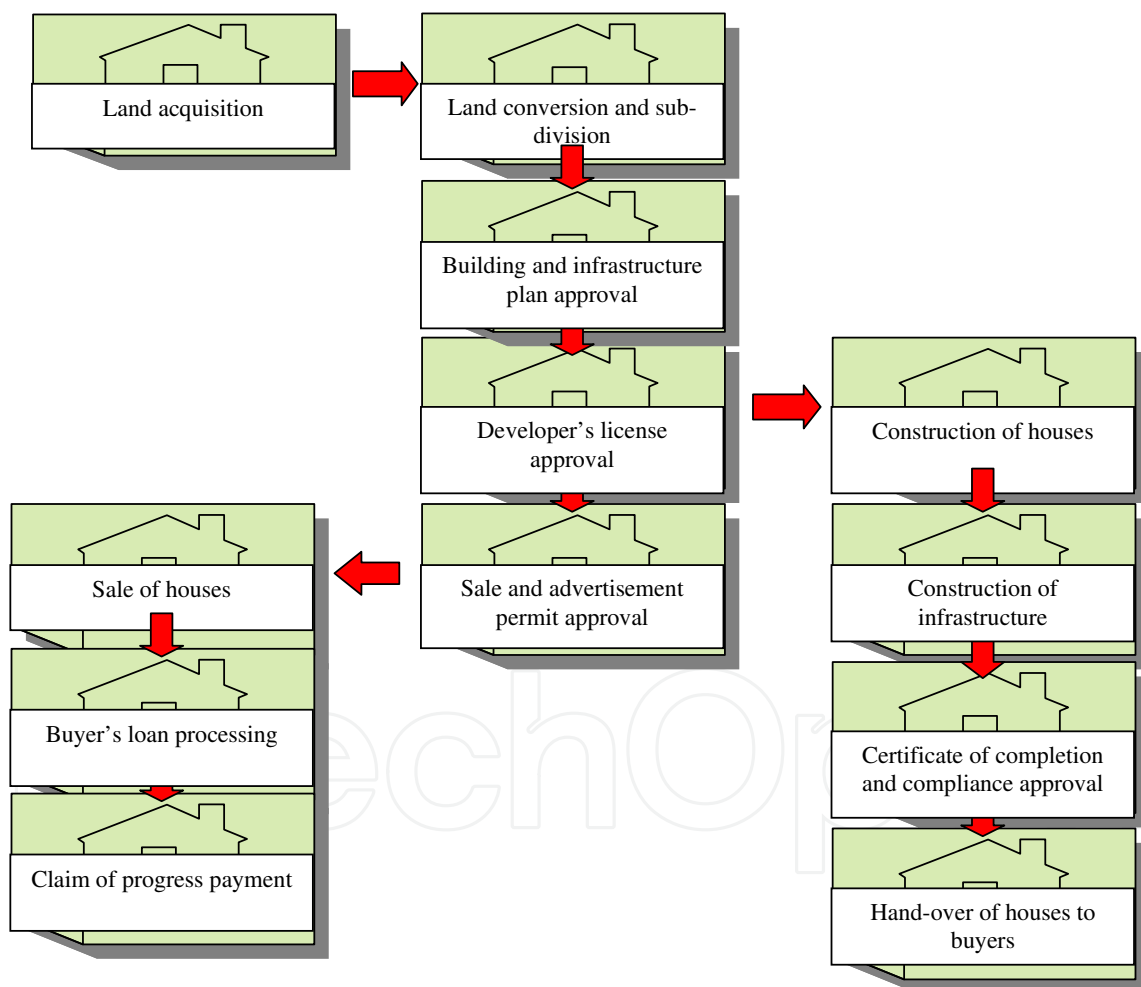 Land acquisition
Land conversion and sub-
division
Building and infrastructure
plan approval
Developer’s license
approval
Sale and advertisement
permit approval
Sale of houses
Buyer’s loan processing
Claim of progress payment
Construction of houses
Construction of
infrastructure
Certificate of completion
and compliance approval
Hand-over of houses to
buyers
echOp